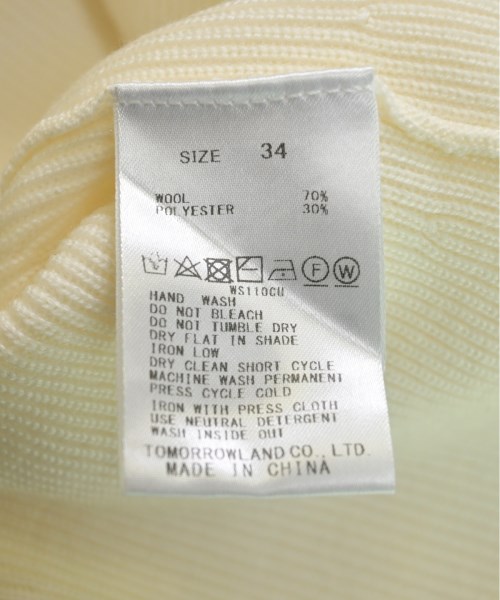 SIZE 34
WOOL 70%
POLYESTER 30%
F W
WS110CU
HAND WASH
DO NOT BLEACH
DO NOT TUMBLE DRY
DRY FLAT IN SHADE
IRON LOW
DRY CLEAN SHORT CYCLE
MACHINE WASH PERMANENT
PRESS CYCLE COLD
IRON WITH PRESS CLOTH
USE NEUTRAL DETERGENT
WASH INSIDE OUT
TOMORROWLAND CO., LTD.
MADE IN CHINA